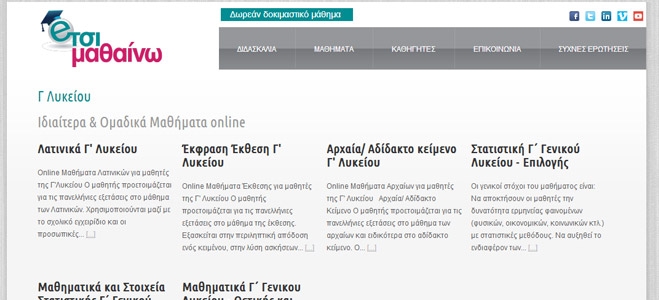 ετσι
μαθαίνω
Δωρεάν δοκιμαστικό μάθημα
ΔΙΔΑΣΚΑΛΙΑ ΜΑΘΗΜΑΤΑ ΚΑΘΗΓΗΤΕΣ ΕΠΙΚΟΙΝΩΝΙΑ ΣΥΧΝΕΣ ΕΡΩΤΗΣΕΙΣ
Γ Λυκείου
Ιδιαίτερα & Ομαδικά Μαθήματα online
Λατινικά Γ' Λυκείου
Online Μαθήματα Λατινικών για μαθητές
της Γ'Λυκείου Ο μαθητής προετοιμάζεται
για τις πανελλήνιες εξετάσεις στο μάθημα
των Λατινικών. Χρησιμοποιούνται μαζί με
το σχολικό εγχειρίδιο και οι
προσωπικές... [...]
Έκφραση Έκθεση Γ'
Λυκείου
Online Μαθήματα Έκθεσης για μαθητές
της Γ' Λυκείου Ο μαθητής
προετοιμάζεται για τις πανελλήνιες
εξετάσεις στο μάθημα της έκθεσης.
Εξασκείται στην περιληπτική απόδοση
ενός κειμένου, στην λύση ασκήσεων... [...]
Αρχαία/ Αδίδακτο κείμενο
Γ' Λυκείου
Online Μαθήματα Αρχαίων για μαθητές
της Γ' Λυκείου Αρχαία/ Αδίδακτο
Κείμενο Ο μαθητής προετοιμάζεται για τις
πανελλήνιες εξετάσεις στο μάθημα των
αρχαίων και ειδικότερα στο αδίδακτο
κείμενο. Ο... [...]
Στατιστική Γ΄ Γενικού
Λυκείου - Επιλογής
Οι γενικοί στόχοι του μαθήματος είναι:
Να αποκτήσουν οι μαθητές την
δυνατότητα ερμηνείας φαινομένων
(φυσικών, οικονομικών, κοινωνικών κτλ.)
με στατιστικές μεθόδους. Να αυξηθεί το
ενδιαφέρον των... [...]
Μαθηματικά και Στοιχεία
Στατιστικής Γ΄ Γενικού
Μαθηματικά Γ΄ Γενικου
Λυκείου - Θετικής και